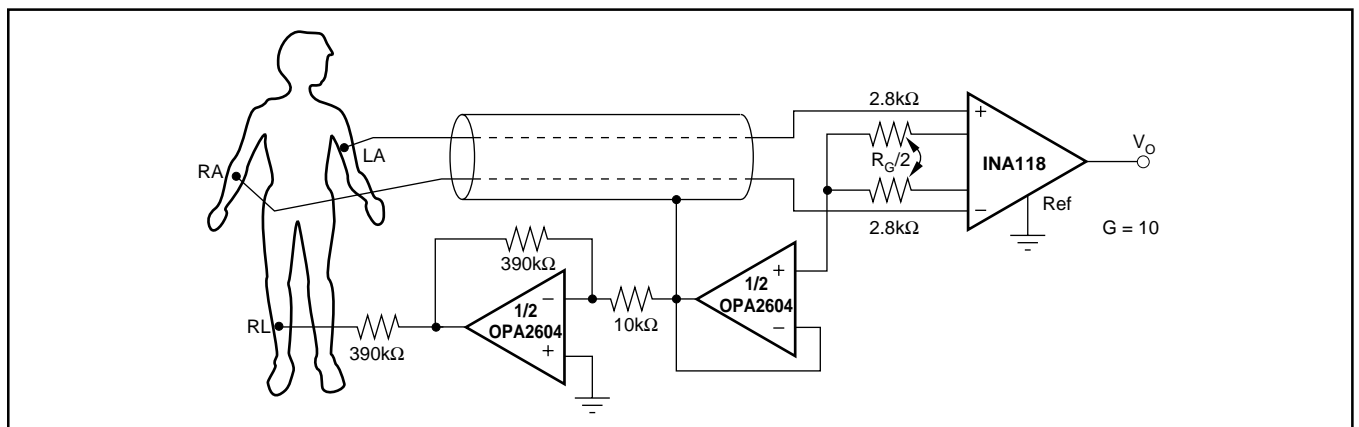 2.8kΩ
LA
RA
R_G/2
INA118
V_O
Ref
2.8kΩ
G = 10
+
−
390kΩ
1/2
OPA2604
+
−
10kΩ
1/2
OPA2604
−
+
RL
390kΩ